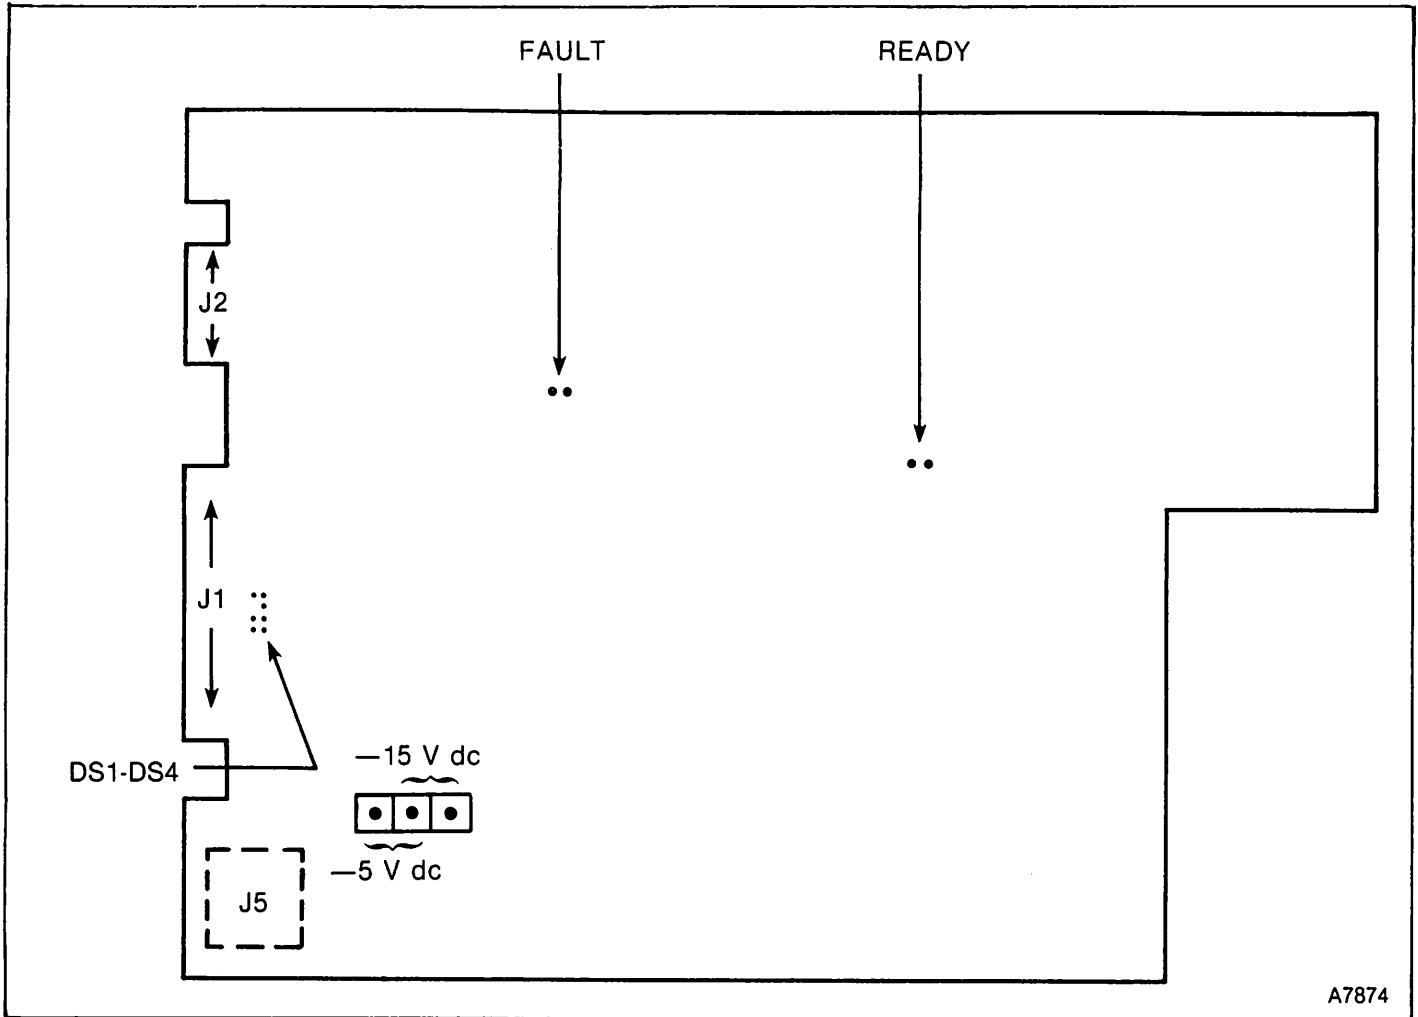 FAULT
READY
J2
J1
DS1-DS4
—15 V dc
—5 V dc
J5
A7874